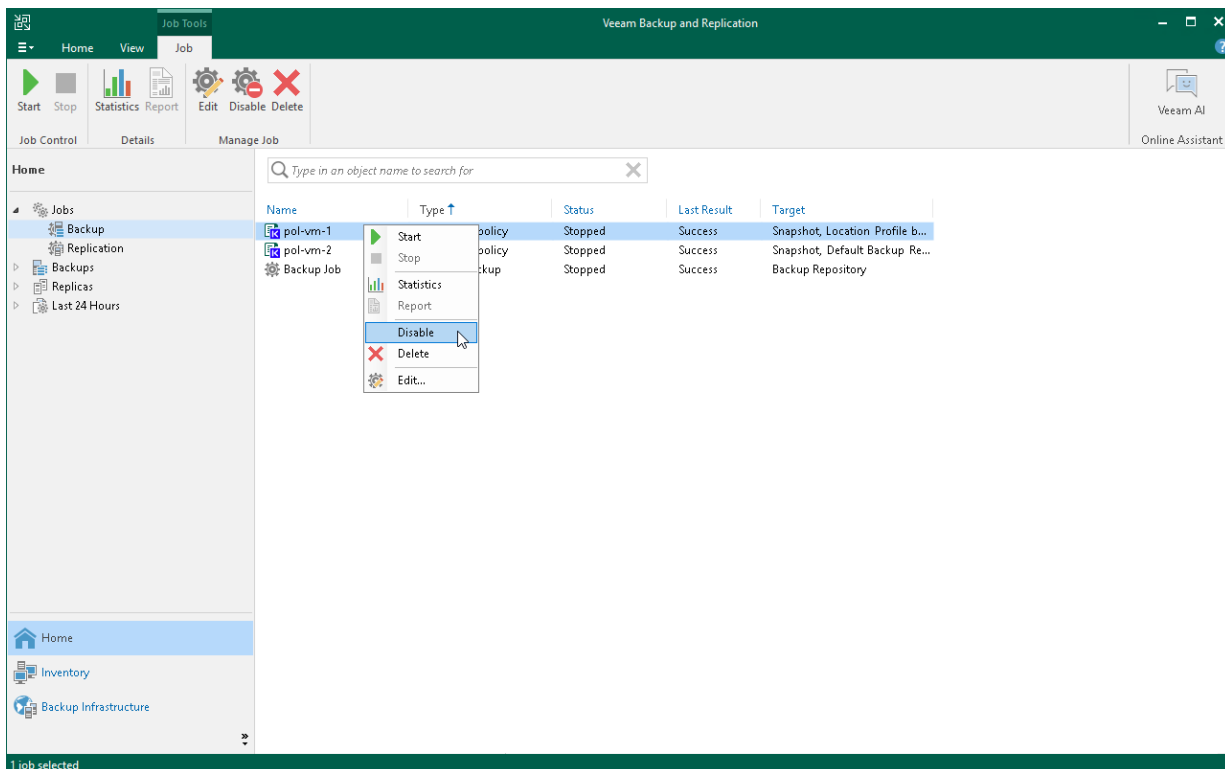 Job Tools
Veeam Backup and Replication
Home View Job
Start Stop Statistics Report Edit Disable Delete
Veeam AI
Job Control Details Manage Job
Online Assistant
Home
Type in an object name to search for
Jobs
Backup
Replication
Backups
Replicas
Last 24 Hours
Name Type Status Last Result Target
pol-vm-1 policy Stopped Success Snapshot, Location Profile b...
pol-vm-2 policy Stopped Success Snapshot, Default Backup Re...
Backup Job Stopped Success Backup Repository
Start
Stop
Statistics
Report
Disable
Delete
Edit...
Home
Inventory
Backup Infrastructure
1 job selected